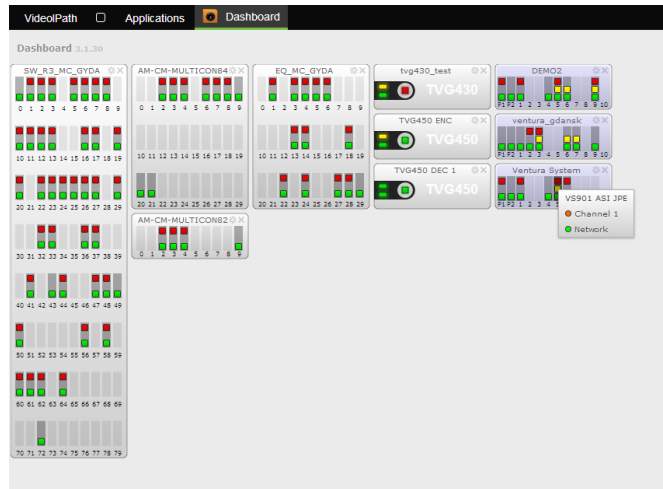 VideoIPath Applications Dashboard
Dashboard 3.1.30
SW_R3_MC_GYDA
0 1 2 3 4 5 6 7 8 9
10 11 12 13 14 15 16 17 18 19
20 21 22 23 24 25 26 27 28 29
30 31 32 33 34 35 36 37 38 39
40 41 42 43 44 45 46 47 48 49
50 51 52 53 54 55 56 57 58 59
60 61 62 63 64 65 66 67 68 69
70 71 72 73 74 75 76 77 78 79
AM-CM-MULTICON84
0 1 2 3 4 5 6 7 8 9
10 11 12 13 14 15 16 17 18 19
20 21 22 23 24 25 26 27 28 29
AM-CM-MULTICON82
0 1 2 3 4 5 6 7 8 9
EQ_MC_GYDA
0 1 2 3 4 5 6 7 8 9
10 11 12 13 14 15 16 17 18 19
20 21 22 23 24 25 26 27 28 29
tvg430_test
TVG430
TVG450 ENC
TVG450
TVG450 DEC 1
TVG450
DEMO2
P1 P2 1 2 3 4 5 6 7 8 9 10
ventura_gdansk
P1 P2 1 2 3 4 5 6 7 8 9 10
Ventura System
P1 P2 1 2 3 4 5
VS901 ASI JPE
Channel 1
Network